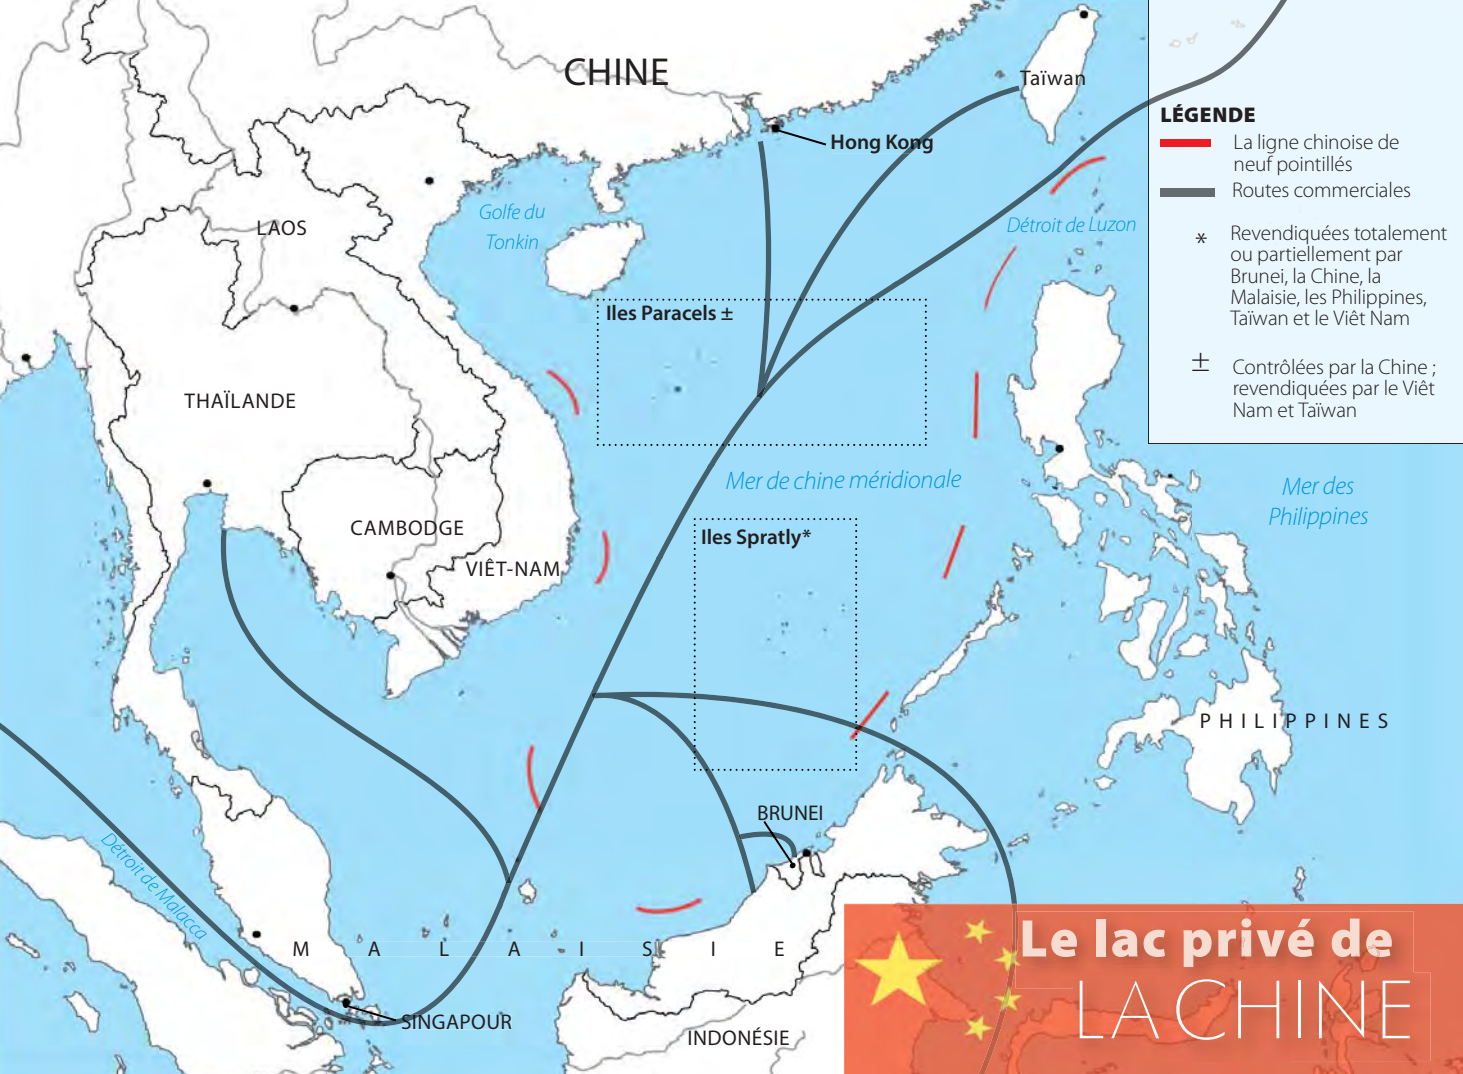 CHINE
Taïwan
Hong Kong
LÉGENDE
La ligne chinoise de
neuf pointillés
Routes commerciales
* Revendiquées totalement
ou partiellement par
Brunei, la Chine, la
Malaisie, les Philippines,
Taïwan et le Viêt Nam
± Contrôlées par la Chine ;
revendiquées par le Viêt
Nam et Taïwan
Golfe du
Tonkin
LAOS
Détroit de Luzon
Iles Paracels ±
THAÏLANDE
Mer de chine méridionale
Mer des
Philippines
CAMBODGE
Iles Spratly*
VIÊT-NAM
PHILIPPINES
BRUNEI
Détroit de Malacca
MALAISIE
SINGAPOUR
INDONÉSIE
Le lac privé de
LA CHINE